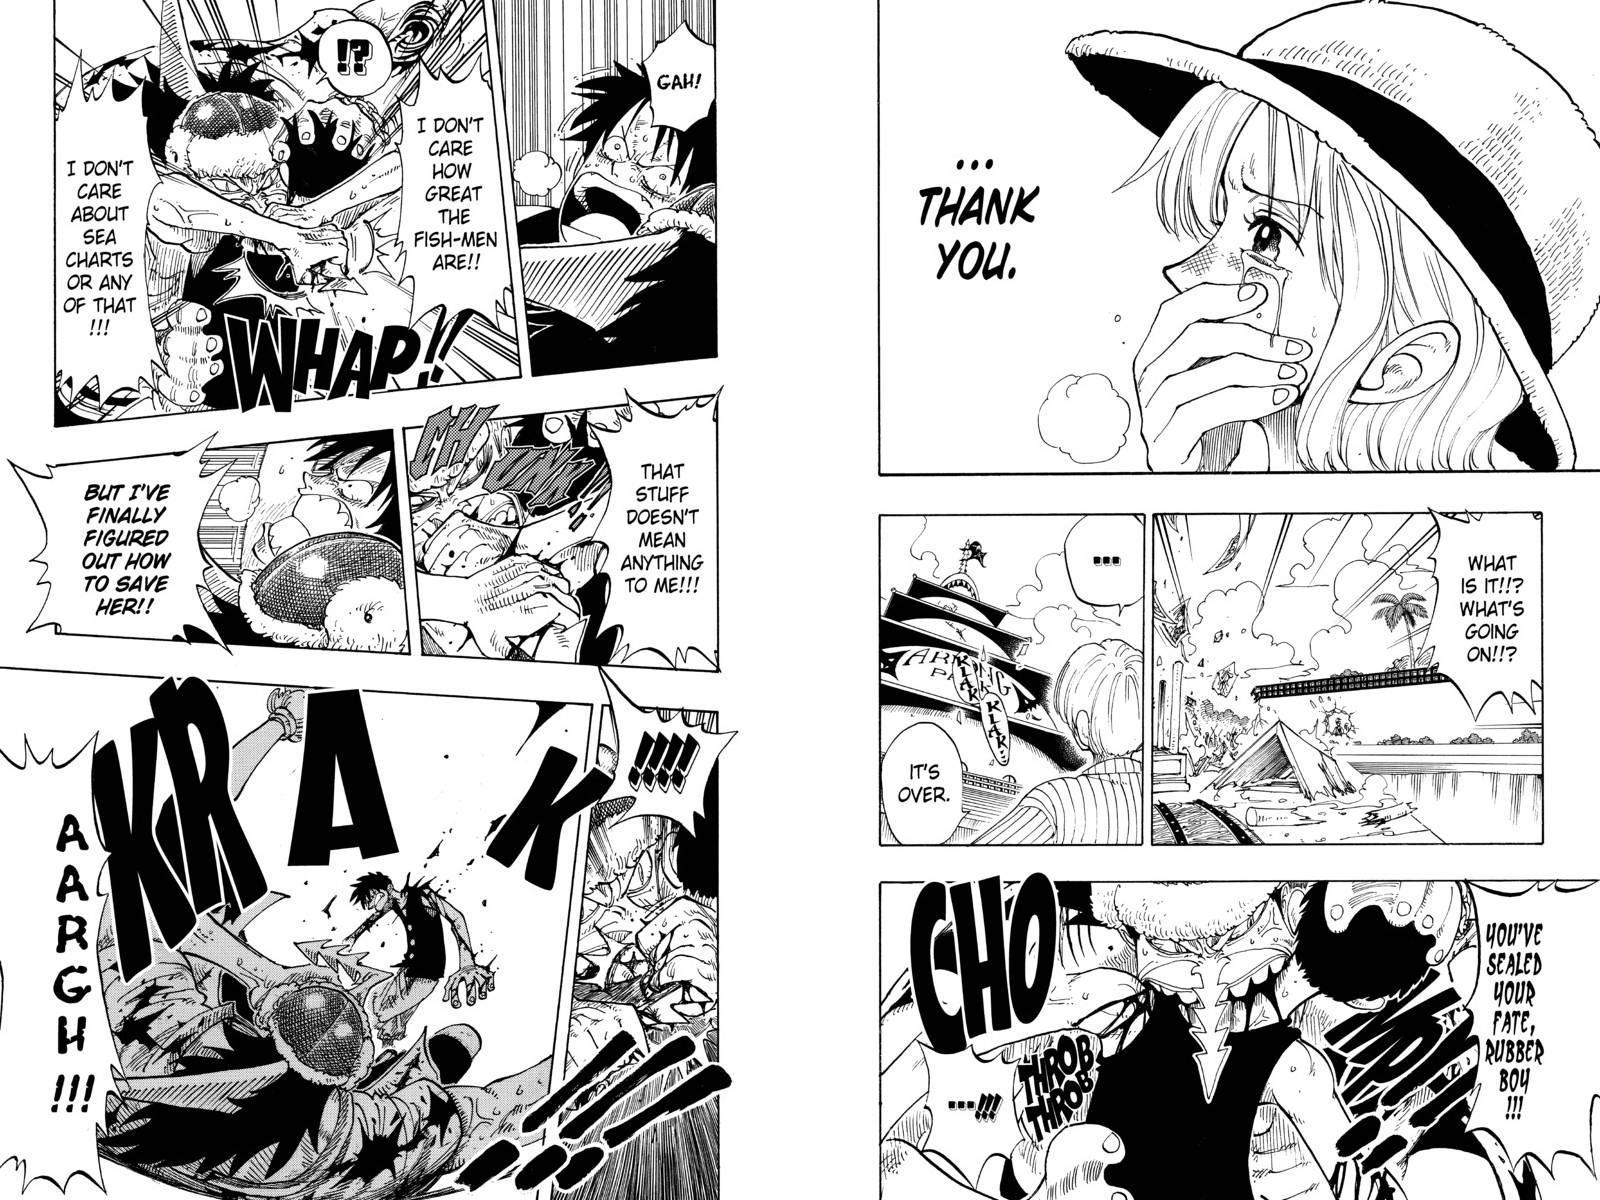 ...
THANK
YOU.
WHAT
IS IT!!?
WHAT'S
GOING
ON!!?
...
KLAK
KLAK...
IT'S
OVER.
YOU'VE
SEALED
YOUR
FATE,
RUBBER
BOY
!!!
CHO
THROB
THROB
...!!!
GAH!
!?
I DON'T
CARE
HOW
GREAT
THE
FISH-MEN
ARE!!
I DON'T
CARE
ABOUT
SEA
CHARTS
OR ANY
OF THAT
!!!
WHAP!!
THAT
STUFF
DOESN'T
MEAN
ANYTHING
TO ME!!!
BUT I'VE
FINALLY
FIGURED
OUT HOW
TO SAVE
HER!!
!!!!!
KRAK
AARGH!!!